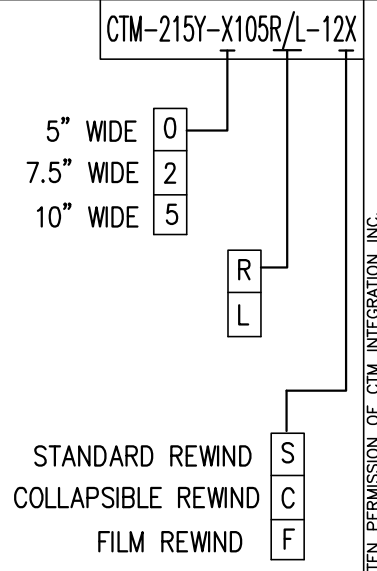 CTM-215Y-X105R/L-12X
5” WIDE 0
7.5” WIDE 2
10” WIDE 5
R
L
STANDARD REWIND S
COLLAPSIBLE REWIND C
FILM REWIND F
TEN PERMISSION OF CTM INTEGRATION INC.